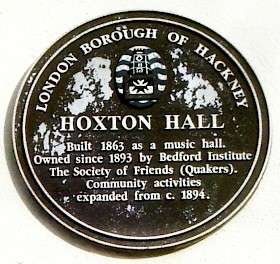 LONDON BOROUGH OF HACKNEY
HOXTON HALL
Built 1863 as a music hall.
Owned since 1893 by Bedford Institute
The Society of Friends (Quakers).
Community activities
expanded from c. 1894.